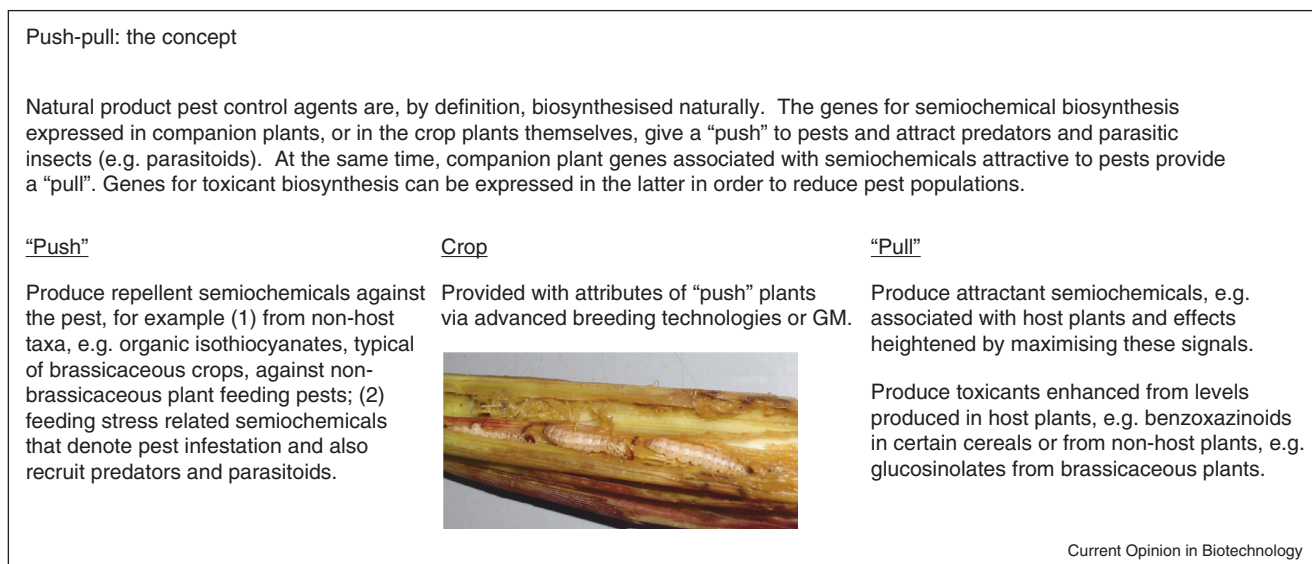 Push-pull: the concept
Natural product pest control agents are, by definition, biosynthesised naturally. The genes for semiochemical biosynthesis
expressed in companion plants, or in the crop plants themselves, give a “push” to pests and attract predators and parasitic
insects (e.g. parasitoids). At the same time, companion plant genes associated with semiochemicals attractive to pests provide
a “pull”. Genes for toxicant biosynthesis can be expressed in the latter in order to reduce pest populations.
“Push”
Produce repellent semiochemicals against
the pest, for example (1) from non-host
taxa, e.g. organic isothiocyanates, typical
of brassicaceous crops, against non-
brassicaceous plant feeding pests; (2)
feeding stress related semiochemicals
that denote pest infestation and also
recruit predators and parasitoids.
Crop
Provided with attributes of “push” plants
via advanced breeding technologies or GM.
“Pull”
Produce attractant semiochemicals, e.g.
associated with host plants and effects
heightened by maximising these signals.
Produce toxicants enhanced from levels
produced in host plants, e.g. benzoxazinoids
in certain cereals or from non-host plants, e.g.
glucosinolates from brassicaceous plants.
Current Opinion in Biotechnology